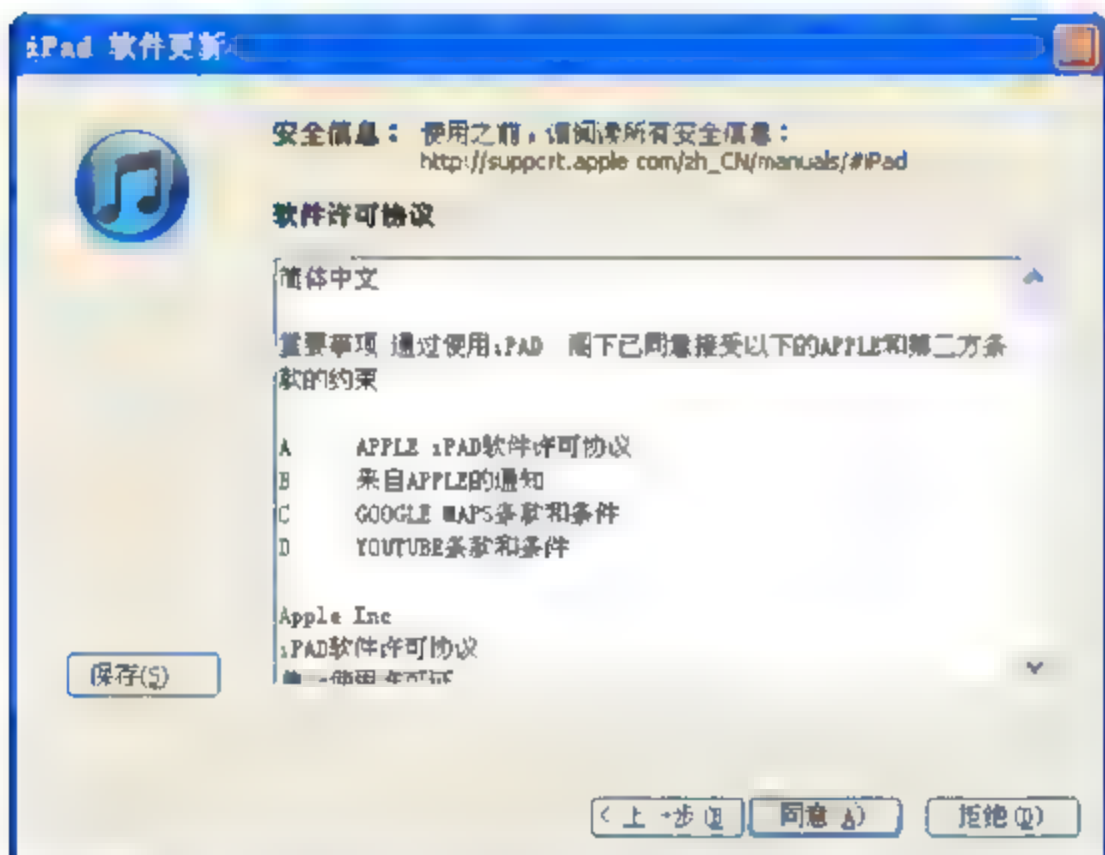 iPad 软件更新
安全信息： 使用之前，请阅读所有安全信息：
http://support.apple.com/zh_CN/manuals/#iPad
软件许可协议
简体中文
重要事项 通过使用iPAD 阁下已同意接受以下的APPLE和第三方条
款的约束
A APPLE iPAD软件许可协议
B 来自APPLE的通知
C GOOGLE MAPS条款和条件
D YOUTUBE条款和条件
Apple Inc
iPAD软件许可协议
单一使用许可证
保存(S)
< 上一步(B) 同意(A) 拒绝(D)